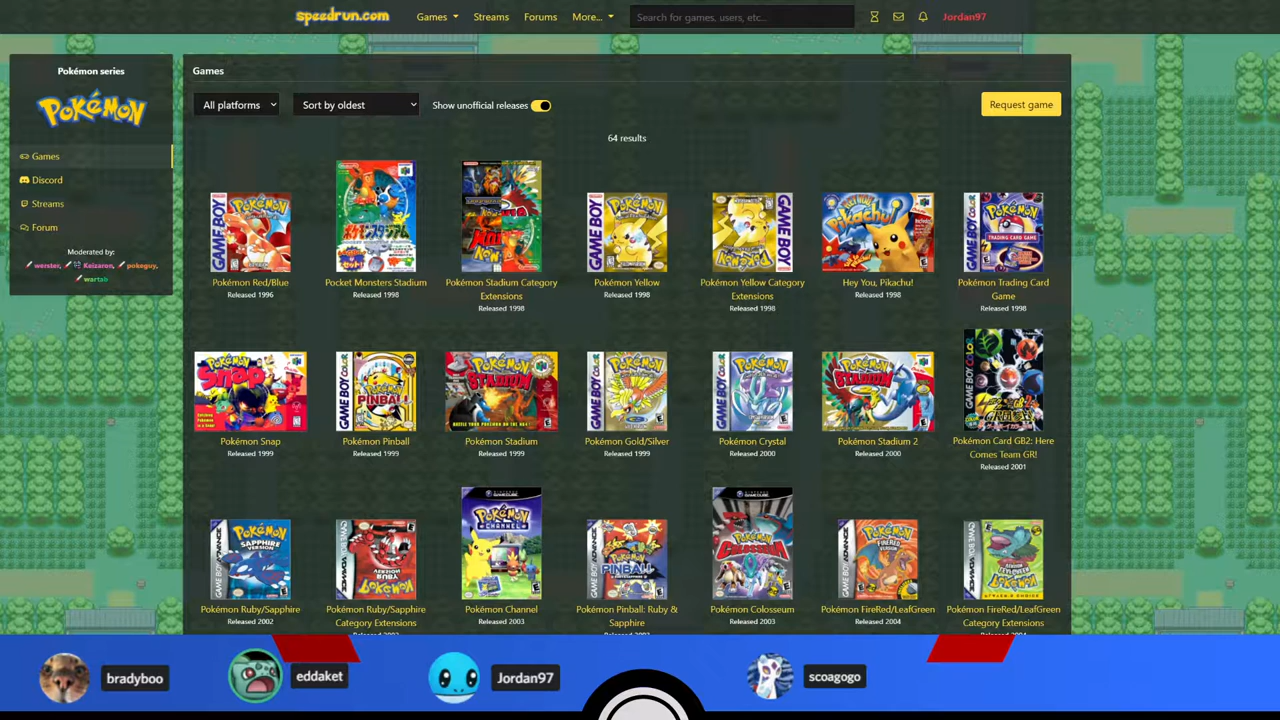 speedrun.com
Games
Streams
Forums
More...
Search for games, users, etc...
Jordan97
Pokémon series
POKéMON
Games
Discord
Streams
Forum
Moderated by:
werster, Keizaron, pokeguy,
wartab
Games
All platforms
Sort by oldest
Show unofficial releases
Request game
64 results
Pokémon Red/Blue
Released 1996
Pocket Monsters Stadium
Released 1998
Pokémon Stadium Category
Extensions
Released 1998
Pokémon Yellow
Released 1998
Pokémon Yellow Category
Extensions
Released 1998
Hey You, Pikachu!
Released 1998
Pokémon Trading Card
Game
Released 1998
Pokémon Snap
Released 1999
Pokémon Pinball
Released 1999
Pokémon Stadium
Released 1999
Pokémon Gold/Silver
Released 1999
Pokémon Crystal
Released 2000
Pokémon Stadium 2
Released 2000
Pokémon Card GB2: Here
Comes Team GR!
Released 2001
Pokémon Ruby/Sapphire
Released 2002
Pokémon Ruby/Sapphire
Category Extensions
Pokémon Channel
Released 2003
Pokémon Pinball: Ruby &
Sapphire
Pokémon Colosseum
Released 2003
Pokémon FireRed/LeafGreen
Released 2004
Pokémon FireRed/LeafGreen
Category Extensions
bradyboo
eddaket
Jordan97
scoagogo